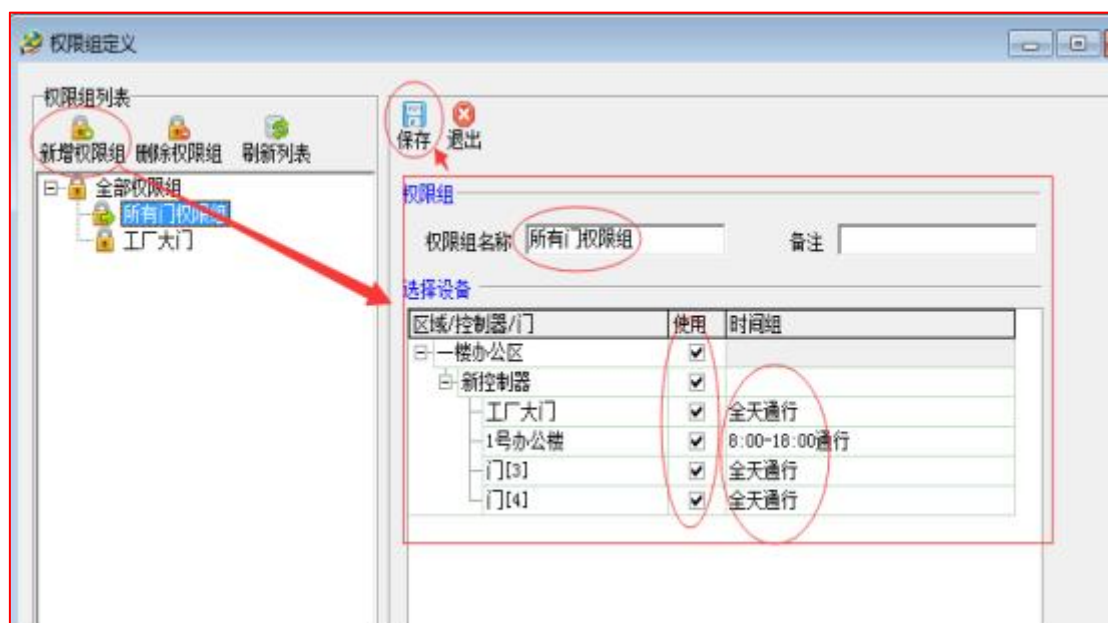 权限组定义
权限组列表
新增权限组 删除权限组 刷新列表
全部权限组
所有门权限组
工厂大门
保存 退出
权限组
权限组名称 所有门权限组 备注
选择设备
区域/控制器/门 使用 时间组
一楼办公区
新控制器
工厂大门 全天通行
1号办公楼 8:00-18:00通行
门[3] 全天通行
门[4] 全天通行